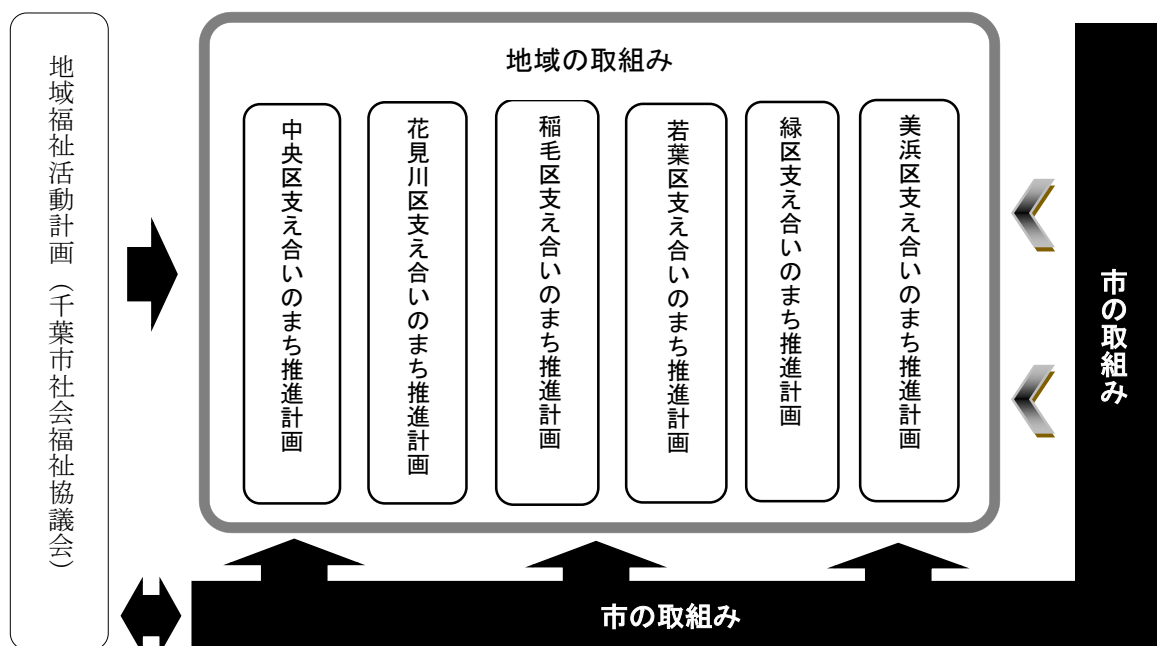 地域福祉活動計画（千葉市社会福祉協議会）
地域の取組み
中央区支え合いのまち推進計画
花見川区支え合いのまち推進計画
稲毛区支え合いのまち推進計画
若葉区支え合いのまち推進計画
緑区支え合いのまち推進計画
美浜区支え合いのまち推進計画
市の取組み
市の取組み